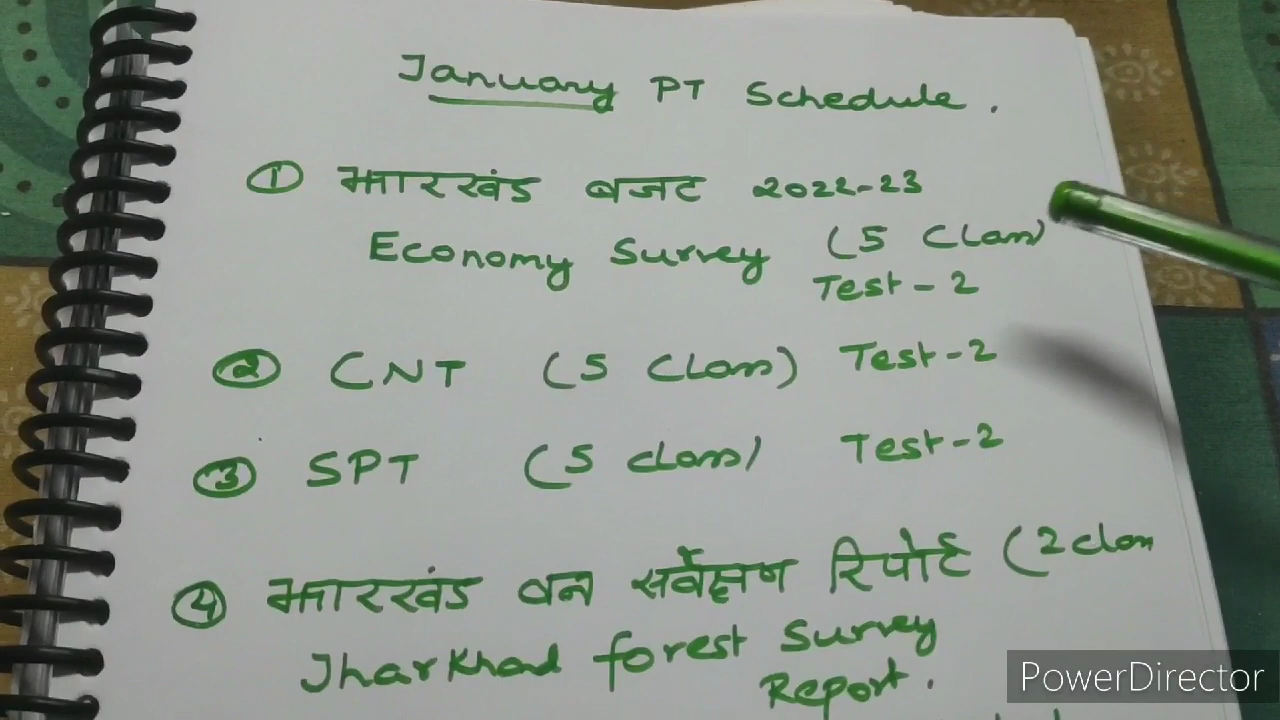 January PT Schedule.
① झारखंड बजट 2022-23
Economy Survey (5 Class)
Test-2
② CNT (5 Class) Test-2
③ SPT (5 class) Test-2
④ झारखंड वन सर्वेक्षण रिपोर्ट (2 class
Jharkhand forest Survey
Report.
PowerDirector